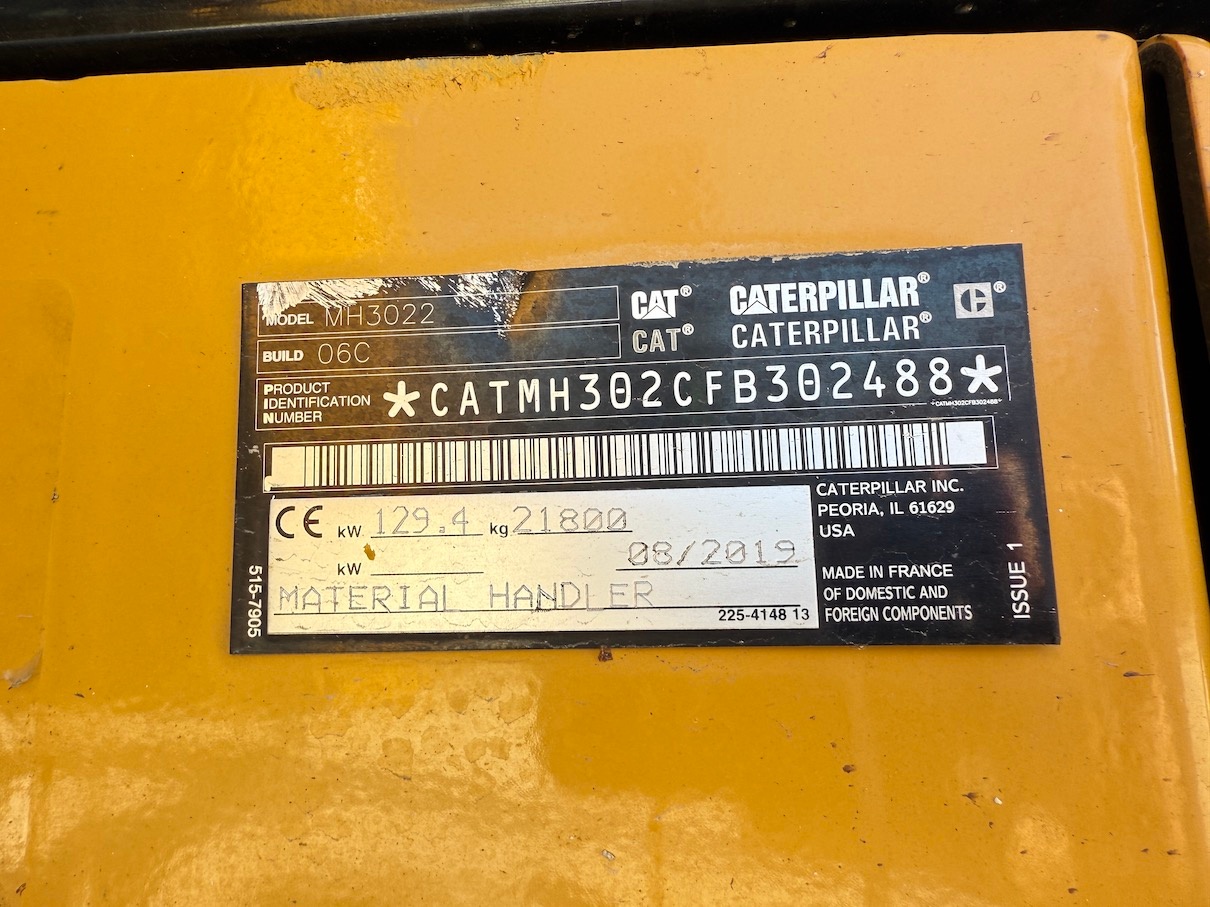 MODEL MH3022
BUILD 06C
CAT® CATERPILLAR® C®
CAT® CATERPILLAR®
PRODUCT
IDENTIFICATION
NUMBER
*CATMH302CFB302488*
*CATMH302CFB302488*
CE kW 129.4 kg 21800
kW 08/2019
MATERIAL HANDLER
225-4148 13
515-7905
CATERPILLAR INC.
PEORIA, IL 61629
USA
MADE IN FRANCE
OF DOMESTIC AND
FOREIGN COMPONENTS
ISSUE 1